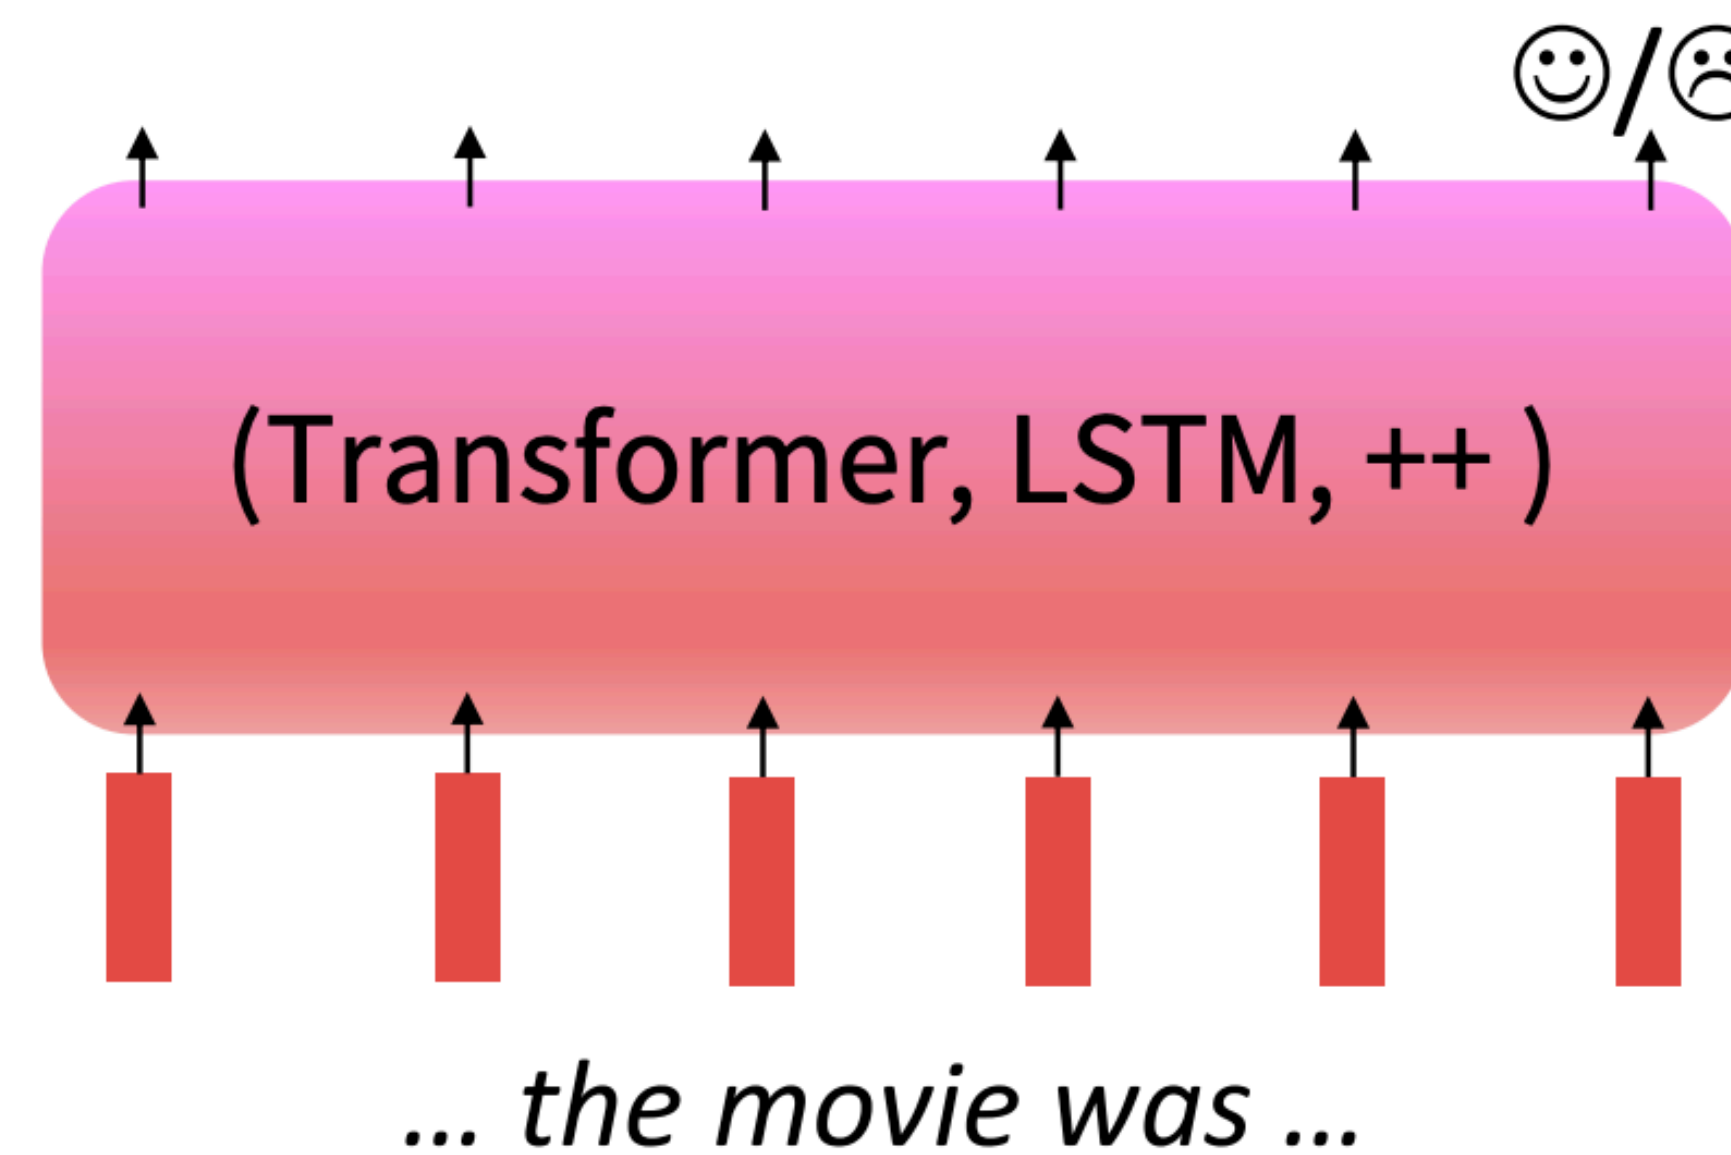 ☺/☹
(Transformer, LSTM, ++ )
... the movie was ...